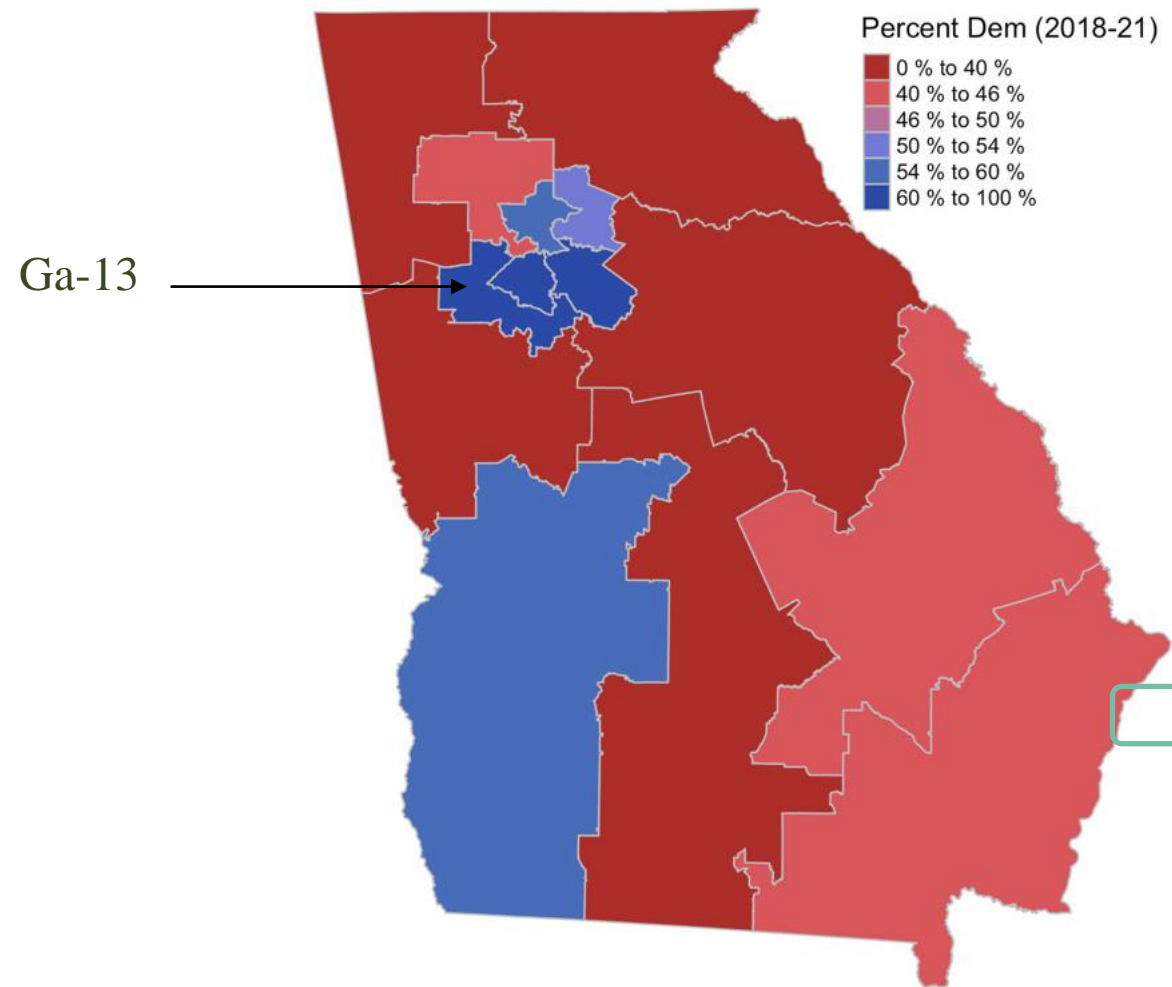 Percent Dem (2018-21)
0 % to 40 %
40 % to 46 %
46 % to 50 %
50 % to 54 %
54 % to 60 %
60 % to 100 %
Ga-13